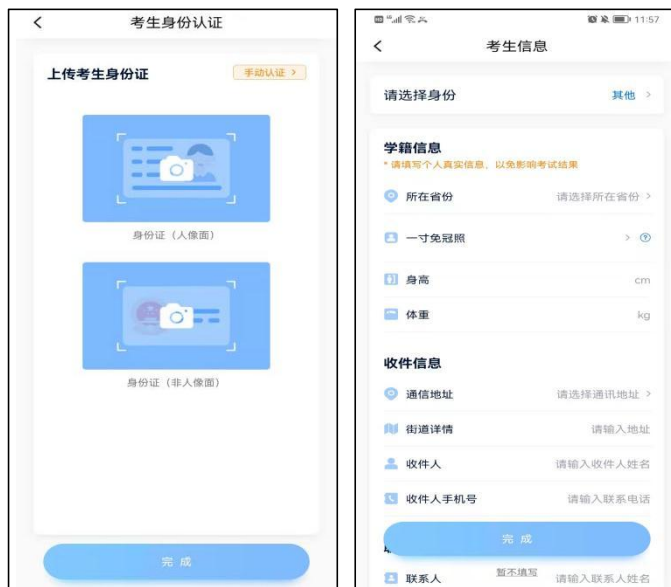 考生身份认证
上传考生身份证
手动认证 >
身份证（人像面）
身份证（非人像面）
完成
11:57
考生信息
请选择身份 其他 >
学籍信息
* 请填写个人真实信息，以免影响考试结果
所在省份 请选择所在省份 >
一寸免冠照 > ?
身高 cm
体重 kg
收件信息
通信地址 请选择通讯地址 >
街道详情 请输入地址
收件人 请输入收件人姓名
收件人手机号 请输入联系电话
完成
暂不填写
联系人 请输入联系人姓名